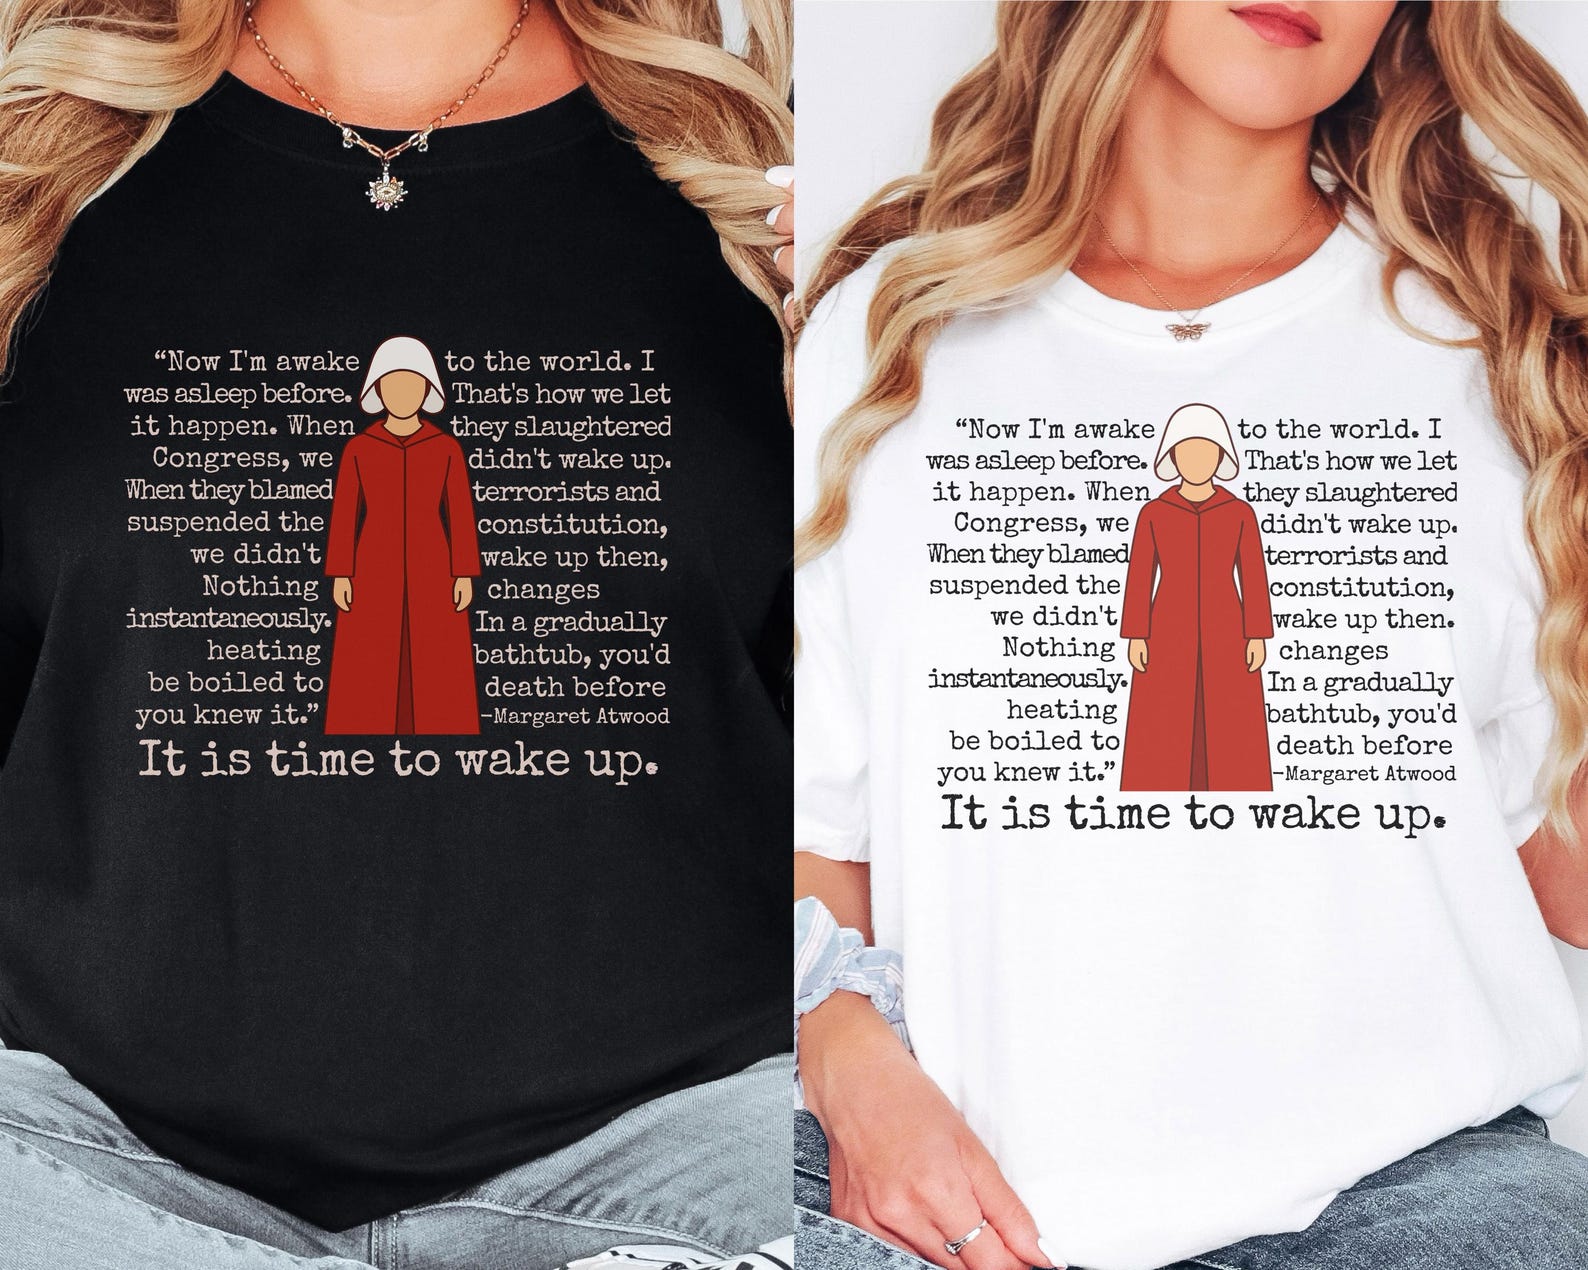 “Now I'm awake to the world. I
was asleep before. That's how we let
it happen. When they slaughtered
Congress, we didn't wake up.
When they blamed terrorists and
suspended the constitution,
we didn't wake up then,
Nothing changes
instantaneously. In a gradually
heating bathtub, you'd
be boiled to death before
you knew it.” -Margaret Atwood
It is time to wake up.
“Now I'm awake to the world. I
was asleep before. That's how we let
it happen. When they slaughtered
Congress, we didn't wake up.
When they blamed terrorists and
suspended the constitution,
we didn't wake up then.
Nothing changes
instantaneously. In a gradually
heating bathtub, you'd
be boiled to death before
you knew it.” -Margaret Atwood
It is time to wake up.